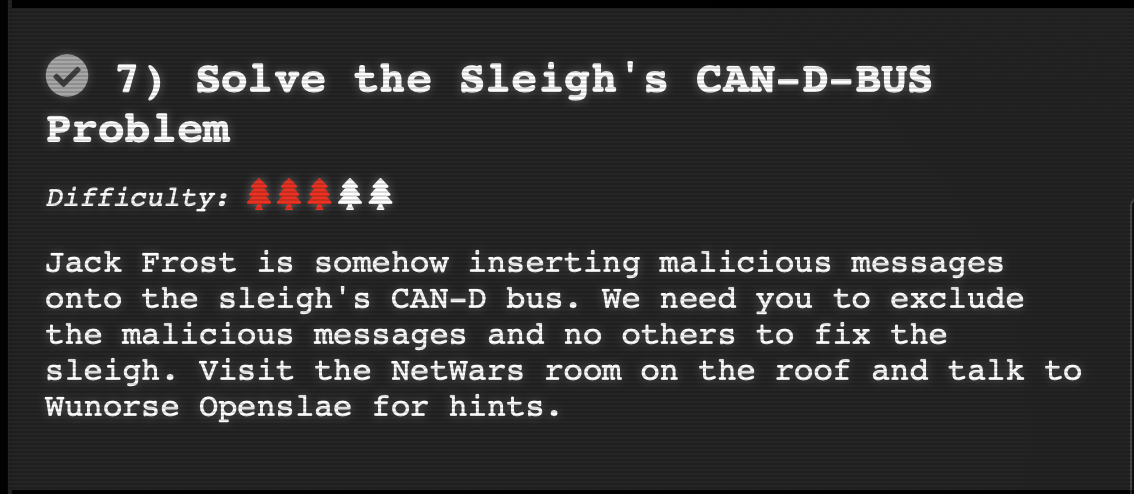 7) Solve the Sleigh's CAN-D-BUS
Problem
Difficulty:
Jack Frost is somehow inserting malicious messages
onto the sleigh's CAN-D bus. We need you to exclude
the malicious messages and no others to fix the
sleigh. Visit the NetWars room on the roof and talk to
Wunorse Openslae for hints.